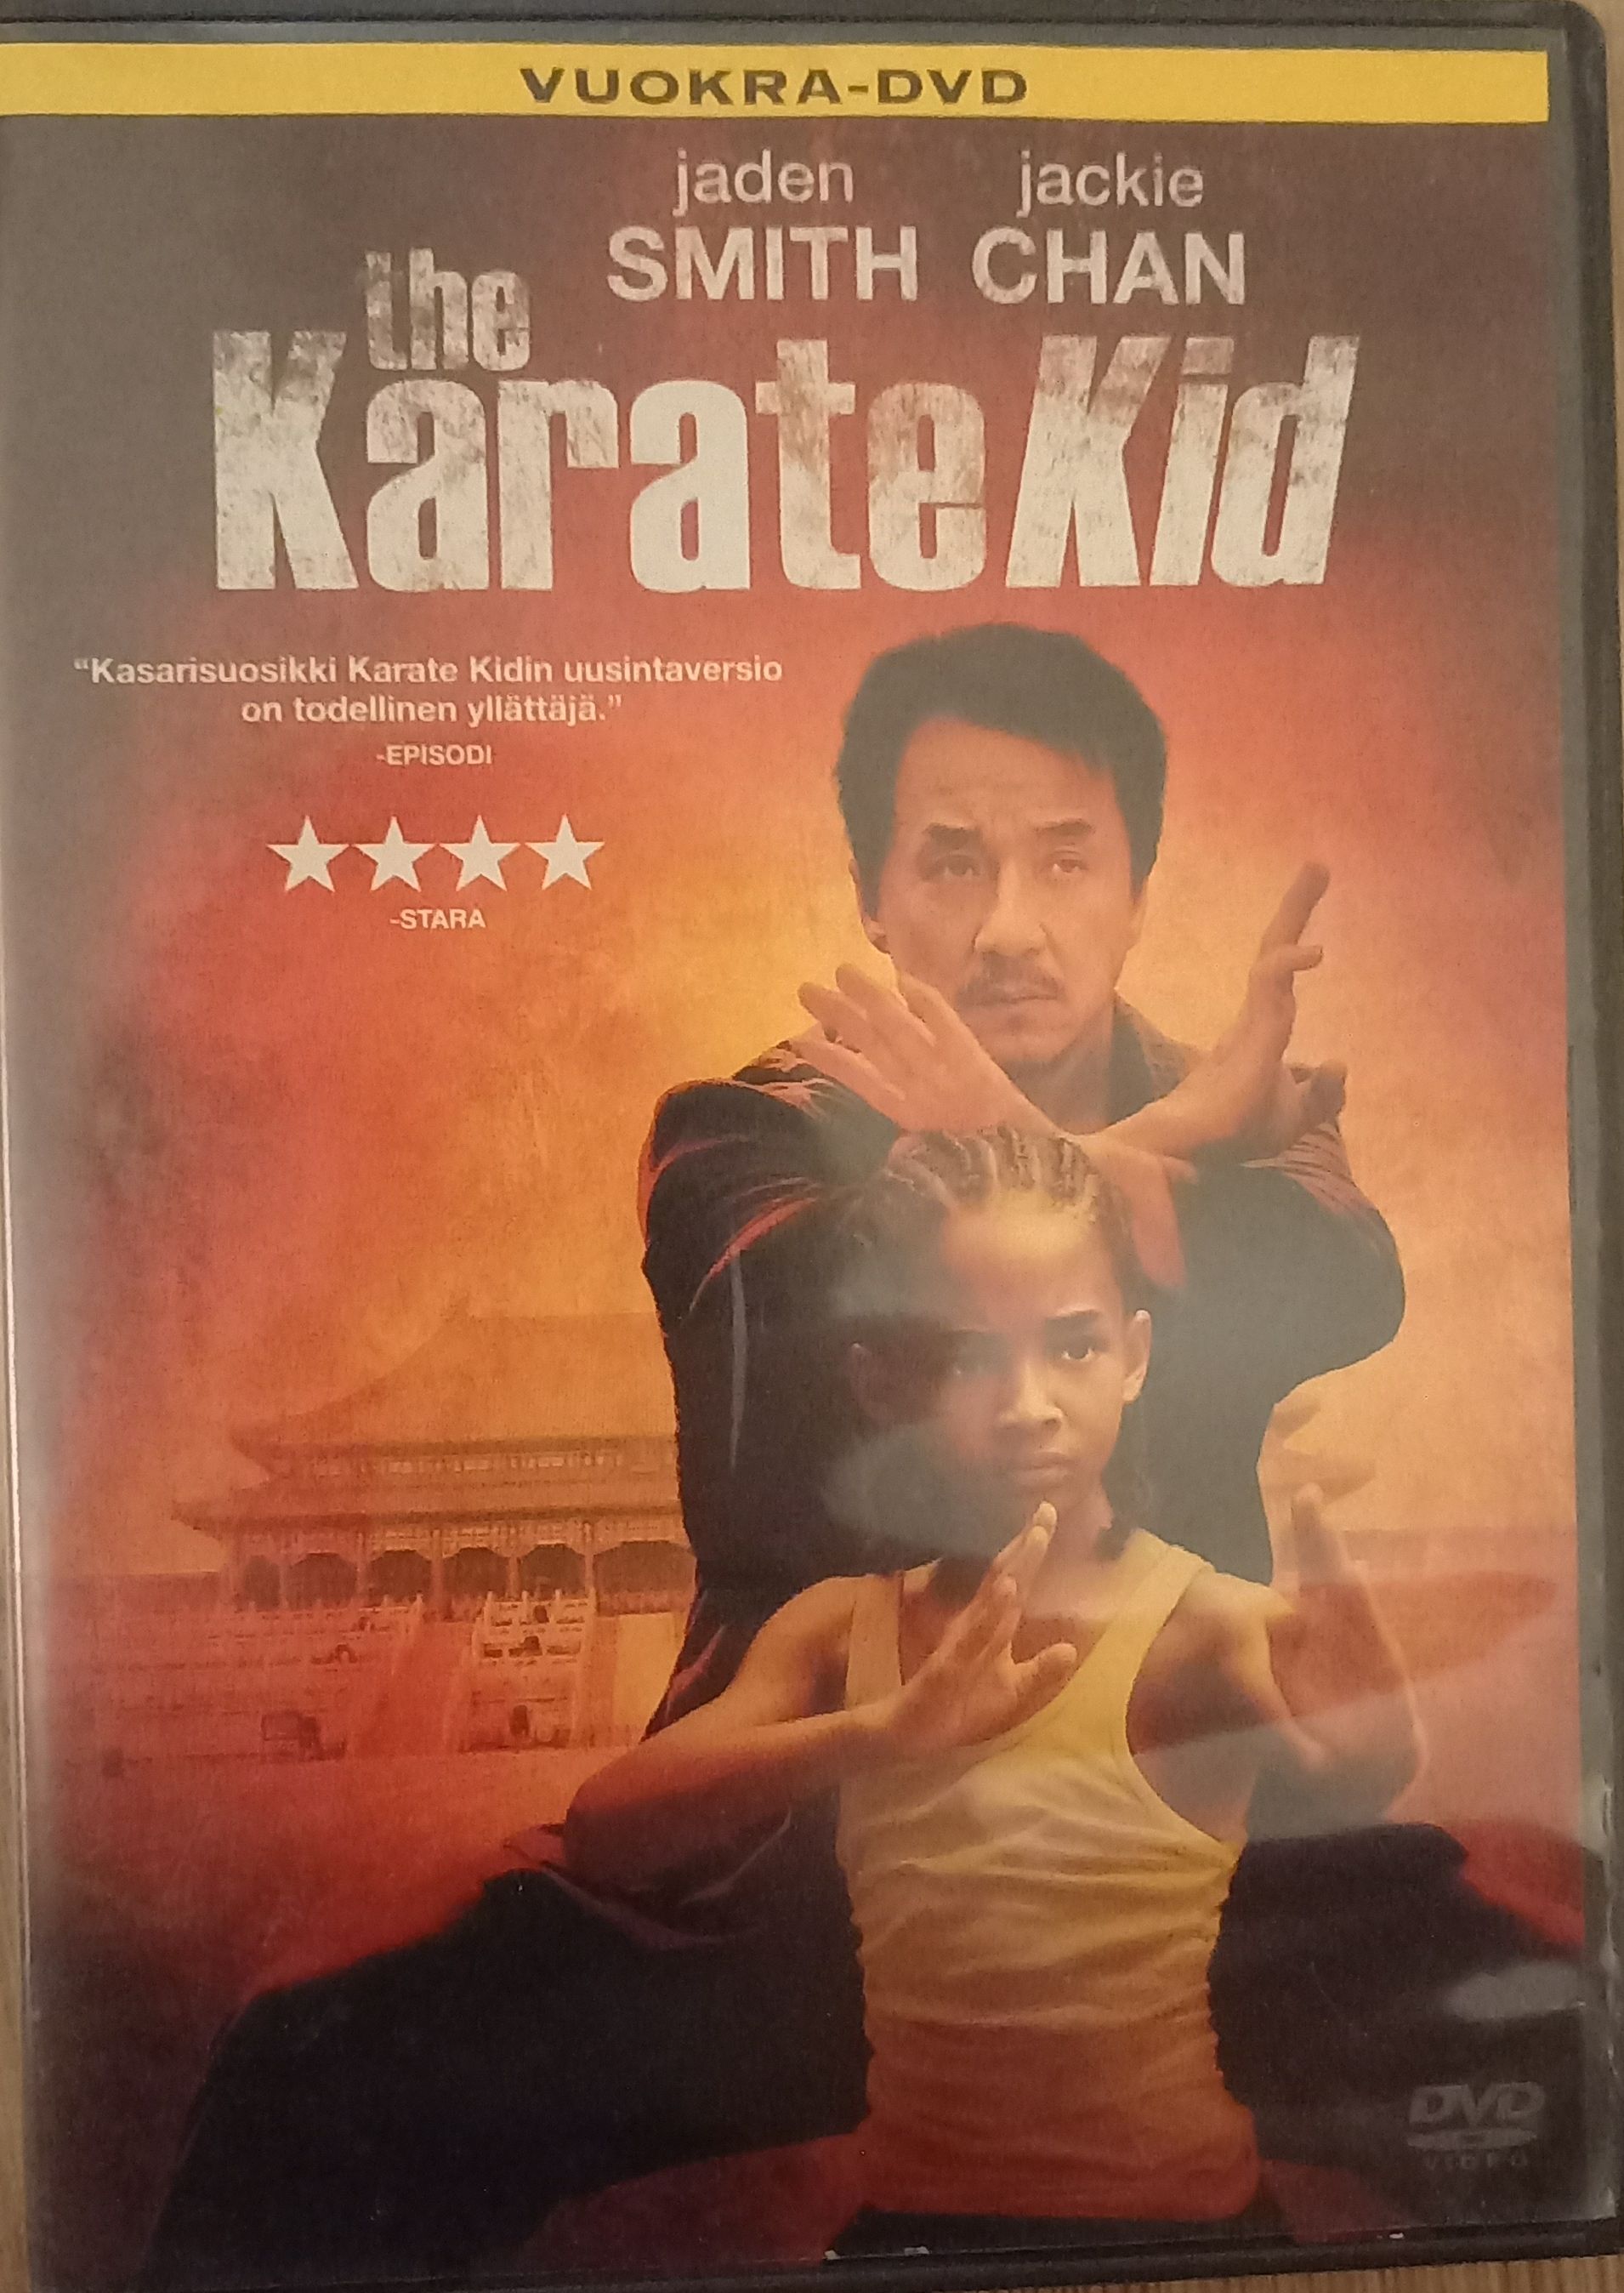 VUOKRA-DVD
jaden jackie
SMITH CHAN
the
Karate Kid
“Kasarisuosikki Karate Kidin uusintaversio
on todellinen yllättäjä.”
-EPISODI
-STARA
DVD
VIDEO